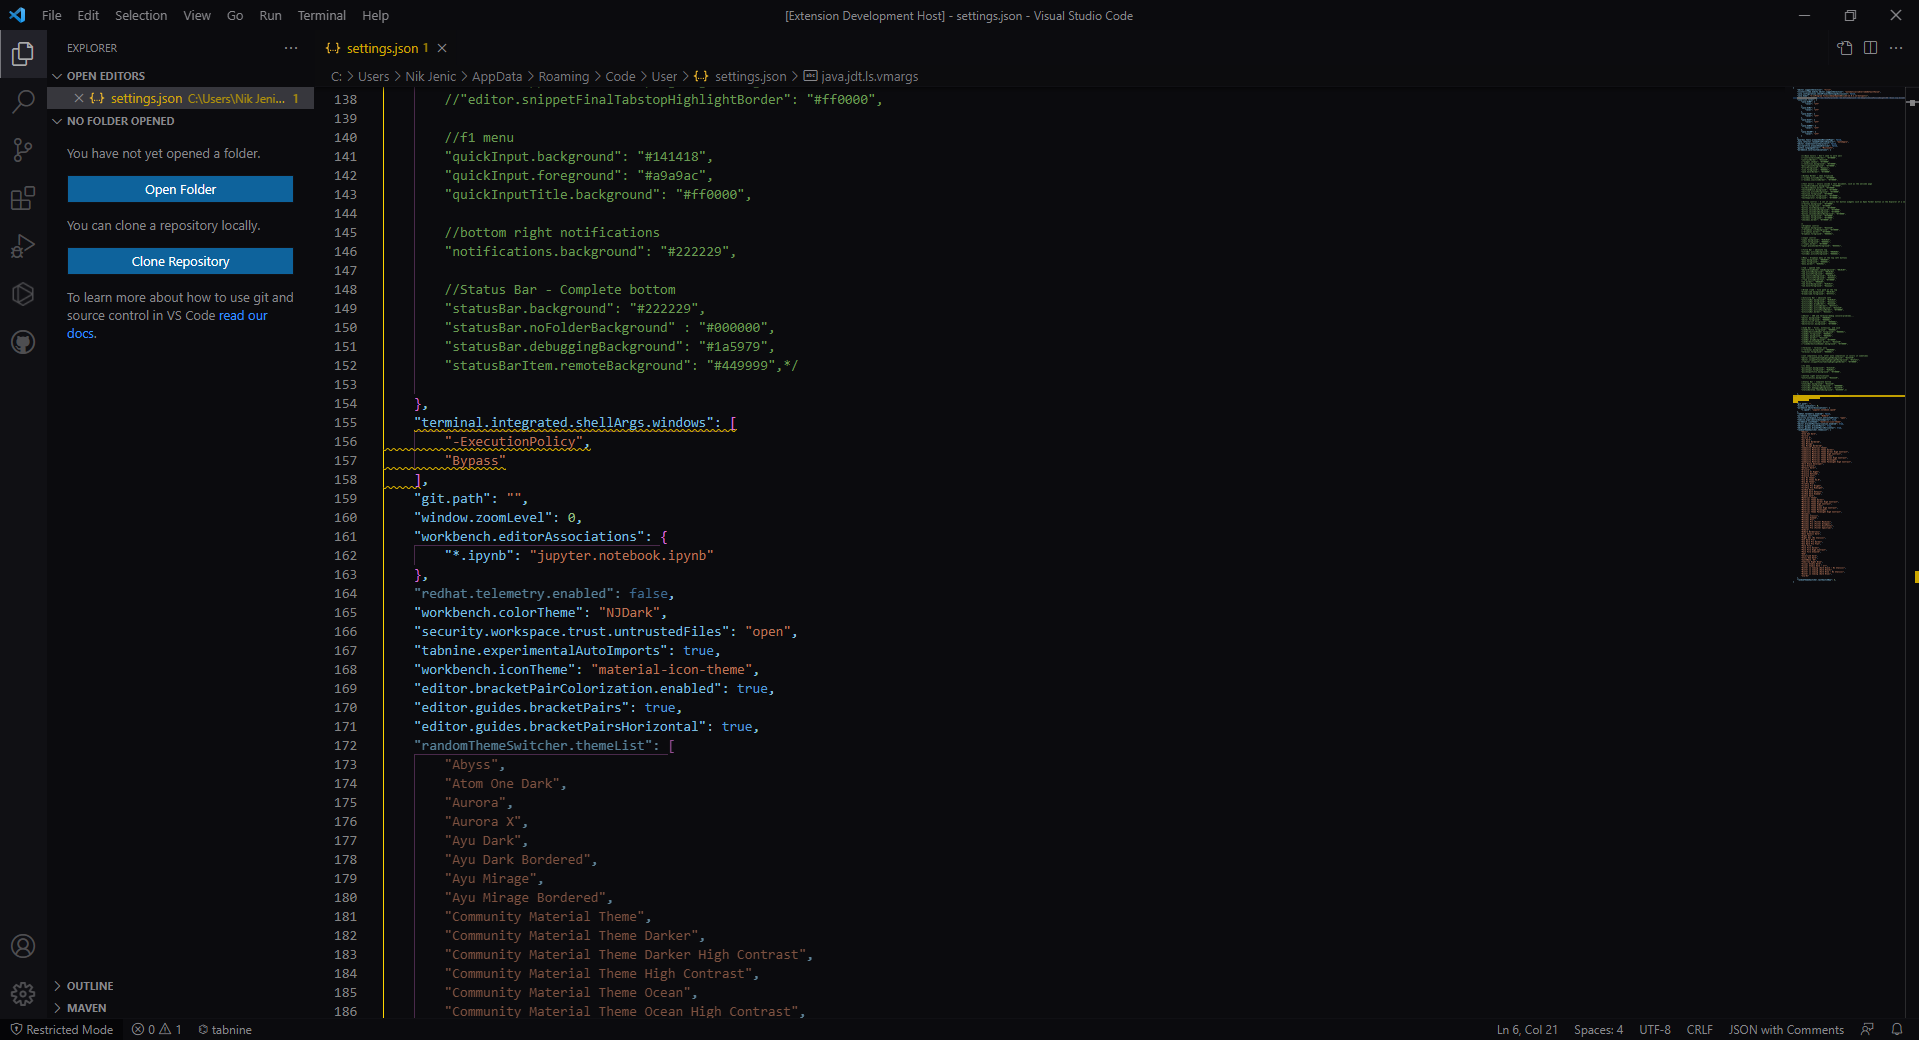 File Edit Selection View Go Run Terminal Help
[Extension Development Host] - settings.json - Visual Studio Code
EXPLORER
OPEN EDITORS
settings.json C:\Users\Nik Jeni... 1
NO FOLDER OPENED
You have not yet opened a folder.
Open Folder
You can clone a repository locally.
Clone Repository
To learn more about how to use git and
source control in VS Code read our
docs.
OUTLINE
MAVEN
settings.json 1
C: > Users > Nik Jenic > AppData > Roaming > Code > User > {..} settings.json > java.jdt.ls.vmargs
138 //"editor.snippetFinalTabstopHighlightBorder": "#ff0000",
139
140 //f1 menu
141 "quickInput.background": "#141418",
142 "quickInput.foreground": "#a9a9ac",
143 "quickInputTitle.background": "#ff0000",
144
145 //bottom right notifications
146 "notifications.background": "#222229",
147
148 //Status Bar - Complete bottom
149 "statusBar.background": "#222229",
150 "statusBar.noFolderBackground" : "#000000",
151 "statusBar.debuggingBackground": "#1a5979",
152 "statusBarItem.remoteBackground": "#449999",*/
153
154 },
155 "terminal.integrated.shellArgs.windows": [
156 "-ExecutionPolicy",
157 "Bypass"
158 ],
159 "git.path": "",
160 "window.zoomLevel": 0,
161 "workbench.editorAssociations": {
162 "*.ipynb": "jupyter.notebook.ipynb"
163 },
164 "redhat.telemetry.enabled": false,
165 "workbench.colorTheme": "NJDark",
166 "security.workspace.trust.untrustedFiles": "open",
167 "tabnine.experimentalAutoImports": true,
168 "workbench.iconTheme": "material-icon-theme",
169 "editor.bracketPairColorization.enabled": true,
170 "editor.guides.bracketPairs": true,
171 "editor.guides.bracketPairsHorizontal": true,
172 "randomThemeSwitcher.themeList": [
173 "Abyss",
174 "Atom One Dark",
175 "Aurora",
176 "Aurora X",
177 "Ayu Dark",
178 "Ayu Dark Bordered",
179 "Ayu Mirage",
180 "Ayu Mirage Bordered",
181 "Community Material Theme",
182 "Community Material Theme Darker",
183 "Community Material Theme Darker High Contrast",
184 "Community Material Theme High Contrast",
185 "Community Material Theme Ocean",
186 "Community Material Theme Ocean High Contrast",
Restricted Mode 0 1 tabnine
Ln 6, Col 21 Spaces: 4 UTF-8 CRLF JSON with Comments